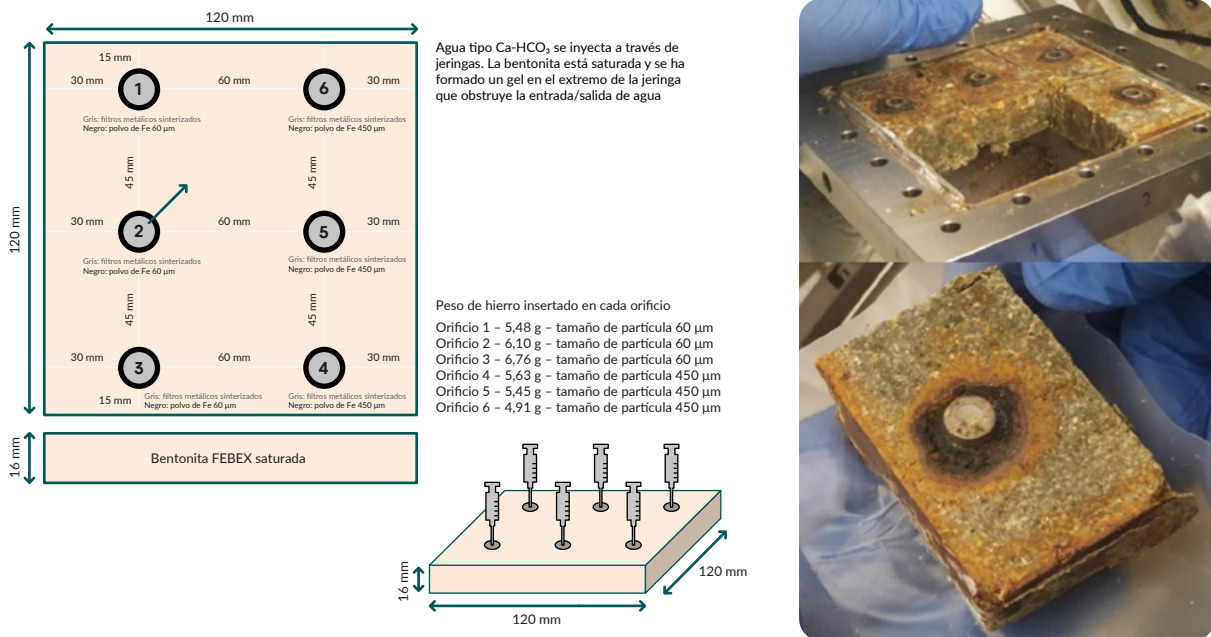 120 mm
Agua tipo Ca-HCO₃ se inyecta a través de
jeringas. La bentonita está saturada y se ha
formado un gel en el extremo de la jeringa
que obstruye la entrada/salida de agua
15 mm
30 mm
1
60 mm
6
30 mm
Gris: filtros metálicos sinterizados
Negro: polvo de Fe 60 µm
Gris: filtros metálicos sinterizados
Negro: polvo de Fe 450 µm
45 mm
45 mm
120 mm
30 mm
2
60 mm
5
30 mm
Gris: filtros metálicos sinterizados
Negro: polvo de Fe 60 µm
Gris: filtros metálicos sinterizados
Negro: polvo de Fe 450 µm
45 mm
45 mm
30 mm
3
60 mm
4
30 mm
15 mm
Gris: filtros metálicos sinterizados
Negro: polvo de Fe 60 µm
Gris: filtros metálicos sinterizados
Negro: polvo de Fe 450 µm
Peso de hierro insertado en cada orificio
Orificio 1 – 5,48 g – tamaño de partícula 60 µm
Orificio 2 – 6,10 g – tamaño de partícula 60 µm
Orificio 3 – 6,76 g – tamaño de partícula 60 µm
Orificio 4 – 5,63 g – tamaño de partícula 450 µm
Orificio 5 – 5,45 g – tamaño de partícula 450 µm
Orificio 6 – 4,91 g – tamaño de partícula 450 µm
16 mm
Bentonita FEBEX saturada
16 mm
120 mm
120 mm